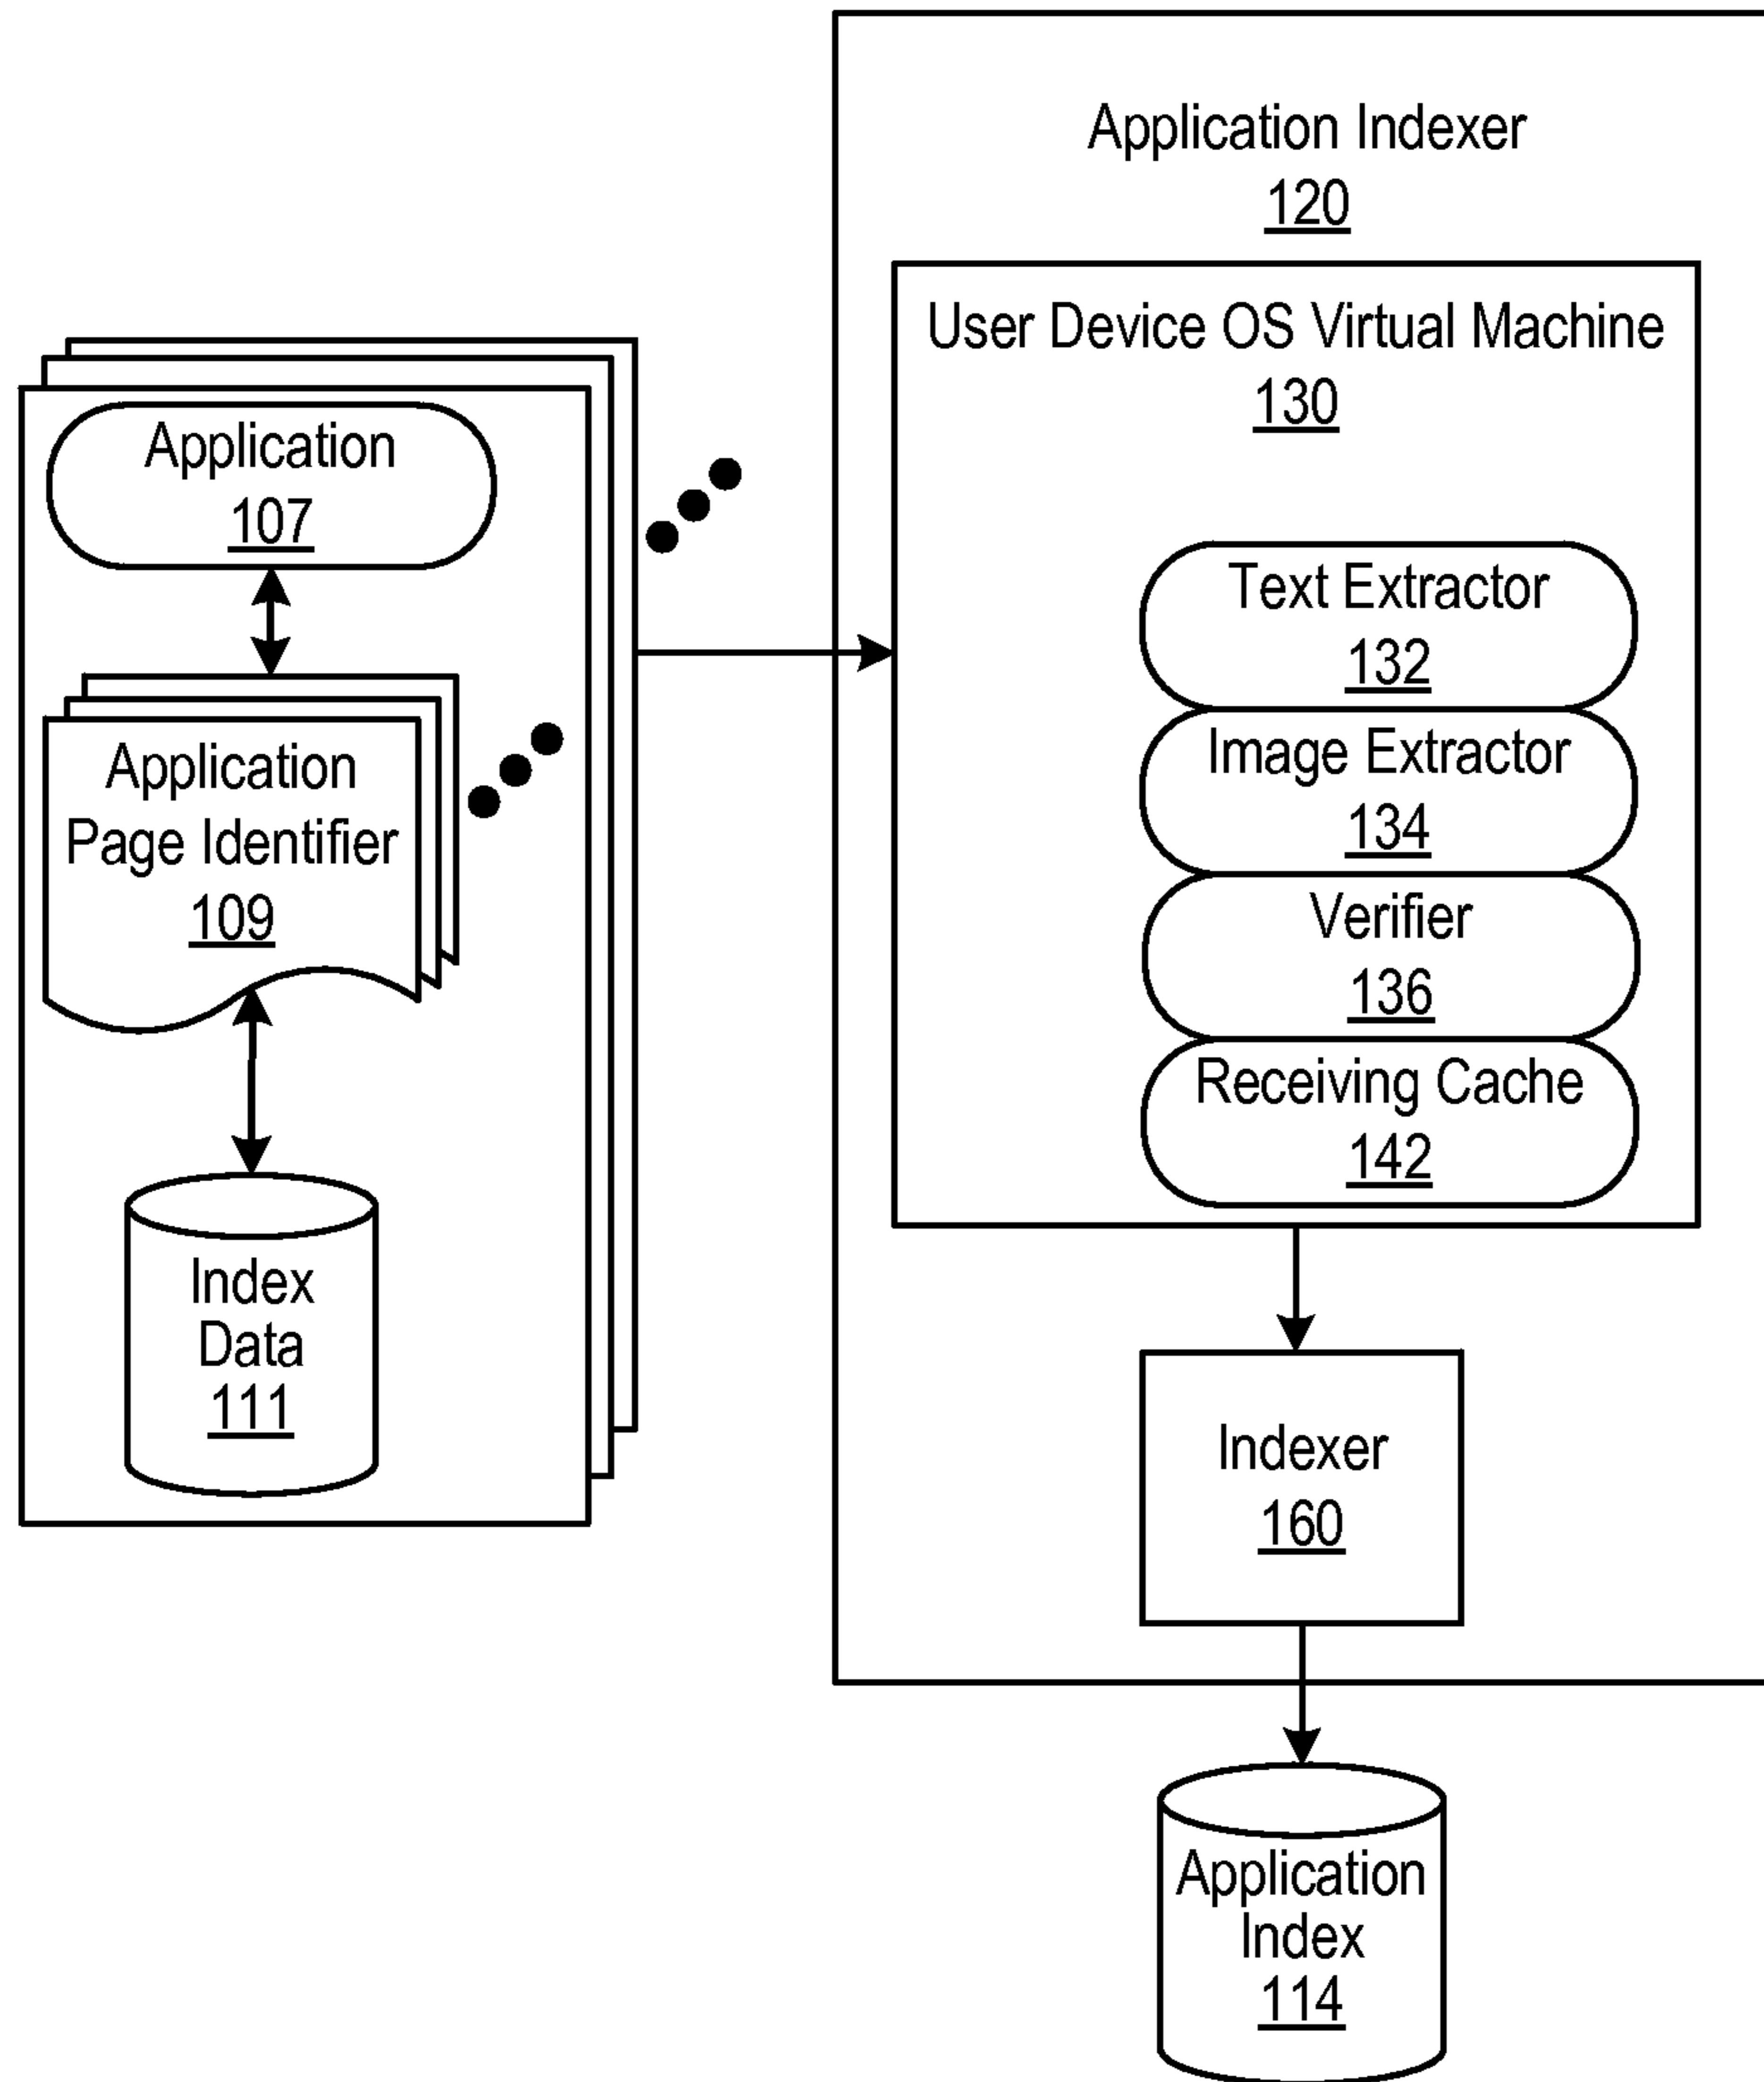 Application Indexer
120
User Device OS Virtual Machine
130
Application
107
Application
Page Identifier
109
Index
Data
111
Text Extractor
132
Image Extractor
134
Verifier
136
Receiving Cache
142
Indexer
160
Application
Index
114